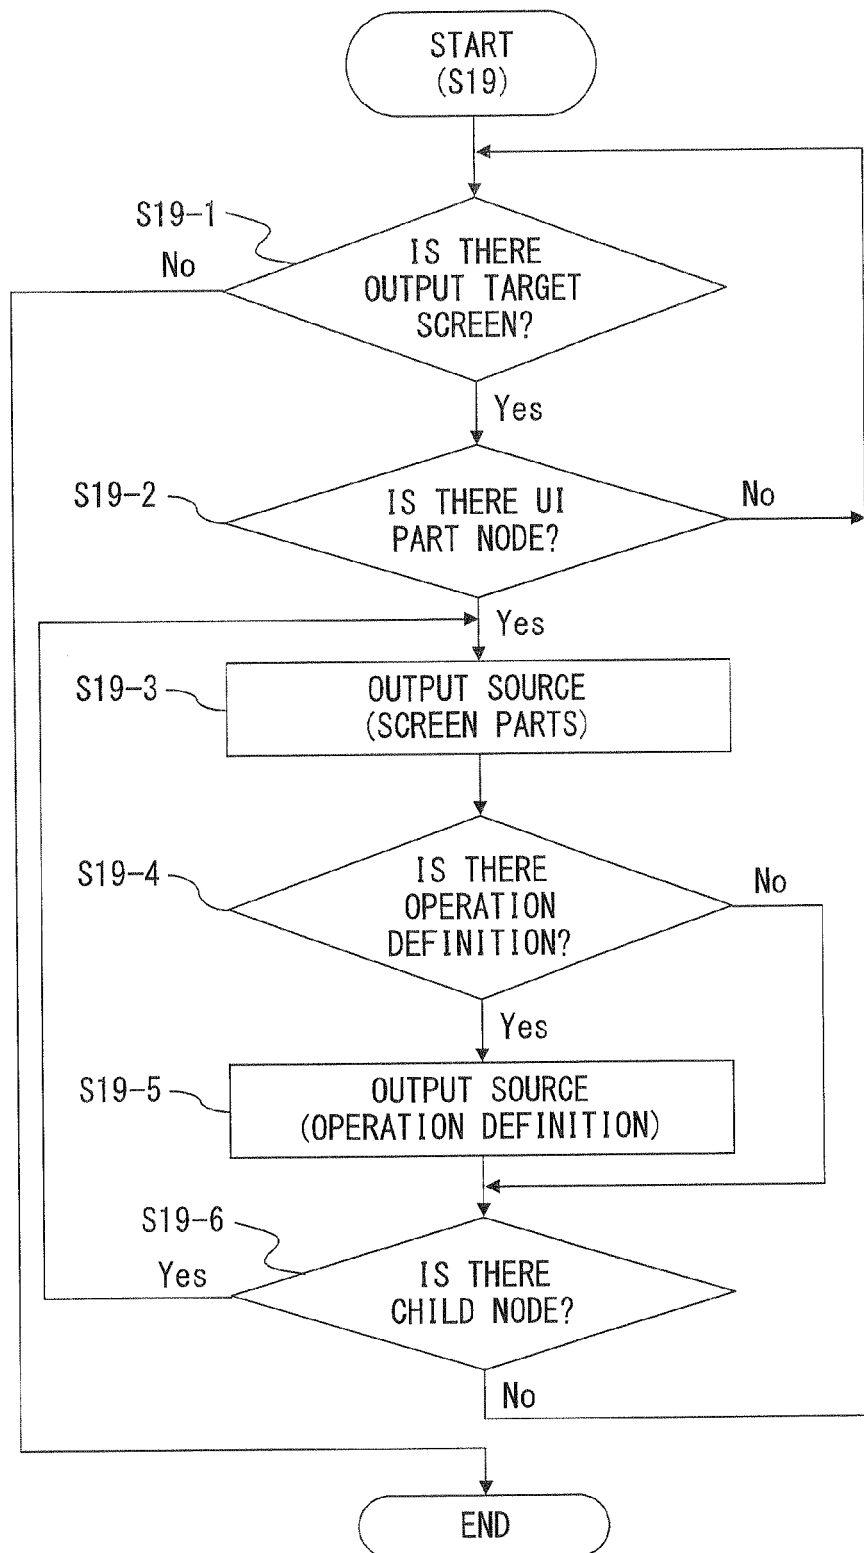 START
(S19)
S19-1
No
IS THERE
OUTPUT TARGET
SCREEN?
Yes
S19-2
IS THERE UI
PART NODE?
No
Yes
S19-3
OUTPUT SOURCE
(SCREEN PARTS)
S19-4
IS THERE
OPERATION
DEFINITION?
No
Yes
S19-5
OUTPUT SOURCE
(OPERATION DEFINITION)
S19-6
Yes
IS THERE
CHILD NODE?
No
END